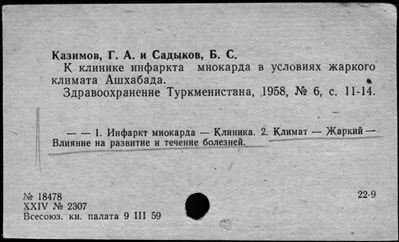 Казимов, Г. А. и Садыков, Б. С.
К клинике инфаркта миокарда в условиях жаркого
климата Ашхабада.
Здравоохранение Туркменистана, 1958, № 6, с. 11-14.
— — 1. Инфаркт миокарда — Клиника. 2. Климат — Жаркий —
Влияние на развитие и течение болезней.
№ 18478
22-9
XXIV № 2307
Всесоюз. кн. палата 9 III 59